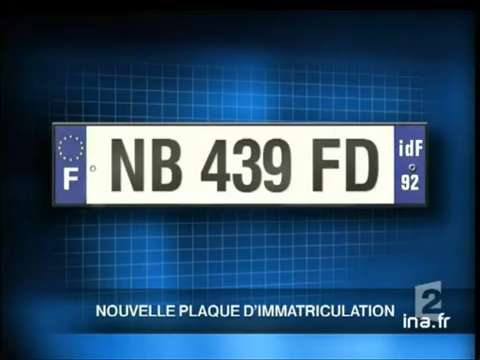 F NB 439 FD idF
92
NOUVELLE PLAQUE D'IMMATRICULATION
2
ina.fr